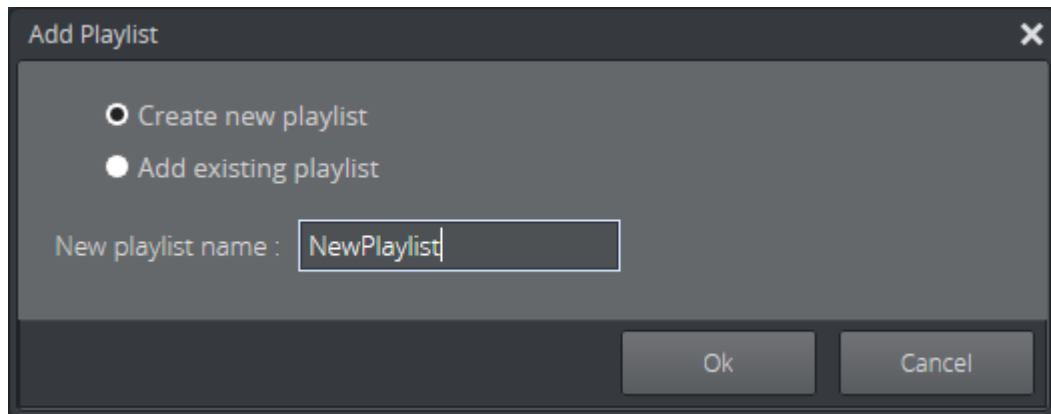 Add Playlist
Create new playlist
Add existing playlist
New playlist name : NewPlaylist
Ok Cancel